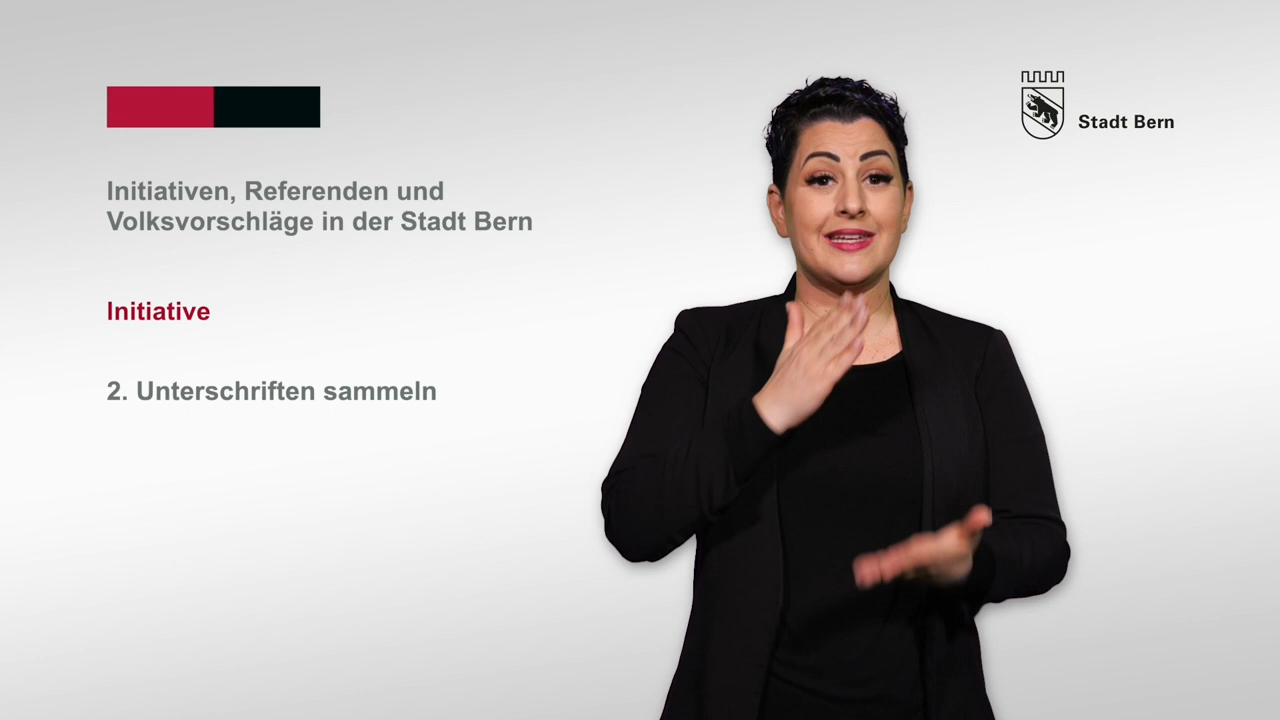 Stadt Bern
Initiativen, Referenden und
Volksvorschläge in der Stadt Bern
Initiative
2. Unterschriften sammeln